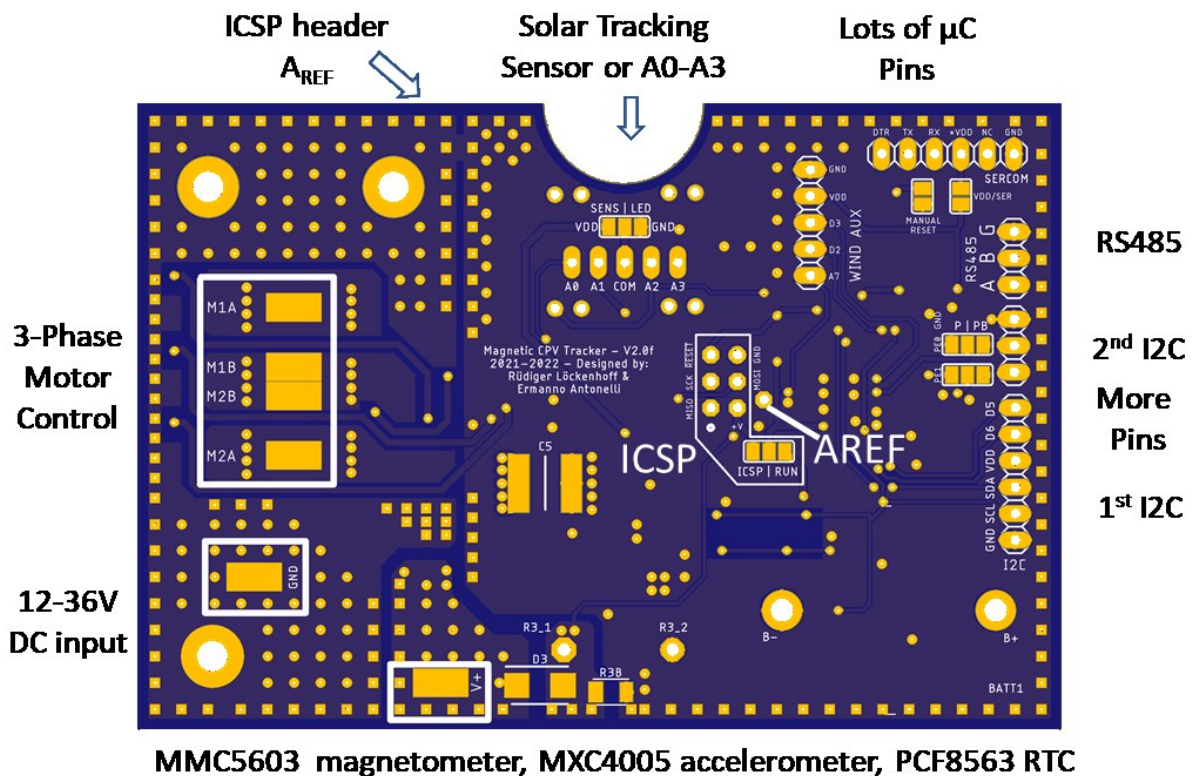 ICSP header
AREF
Solar Tracking
Sensor or A0-A3
Lots of µC
Pins
DTR TX RX *VDD NC GND
SERCOM
MANUAL
RESET
VDD/SER
GND
VDD
D3
D2
A7
WIND AUX
SENS | LED
VDD GND
A0 A1 COM A2 A3
RS485
A B G
RS485
M1A
M1B
M2B
M2A
3-Phase
Motor
Control
Magnetic CPV Tracker - V2.0f
2021-2022 - Designed by:
Rüdiger Löckenhoff &
Ermanno Antonelli
MISO SCK RESET
MOSI GND
+V
ICSP
ICSP | RUN
AREF
GND
P | PB
PE0
PE1
2nd I2C
More
Pins
D5
D6
VDD
SDA
SCL
GND
I2C
1st I2C
C5
GND
12-36V
DC input
V+
R3_1
R3_2
D3
R3B
B-
B+
BATT1
MMC5603 magnetometer, MXC4005 accelerometer, PCF8563 RTC